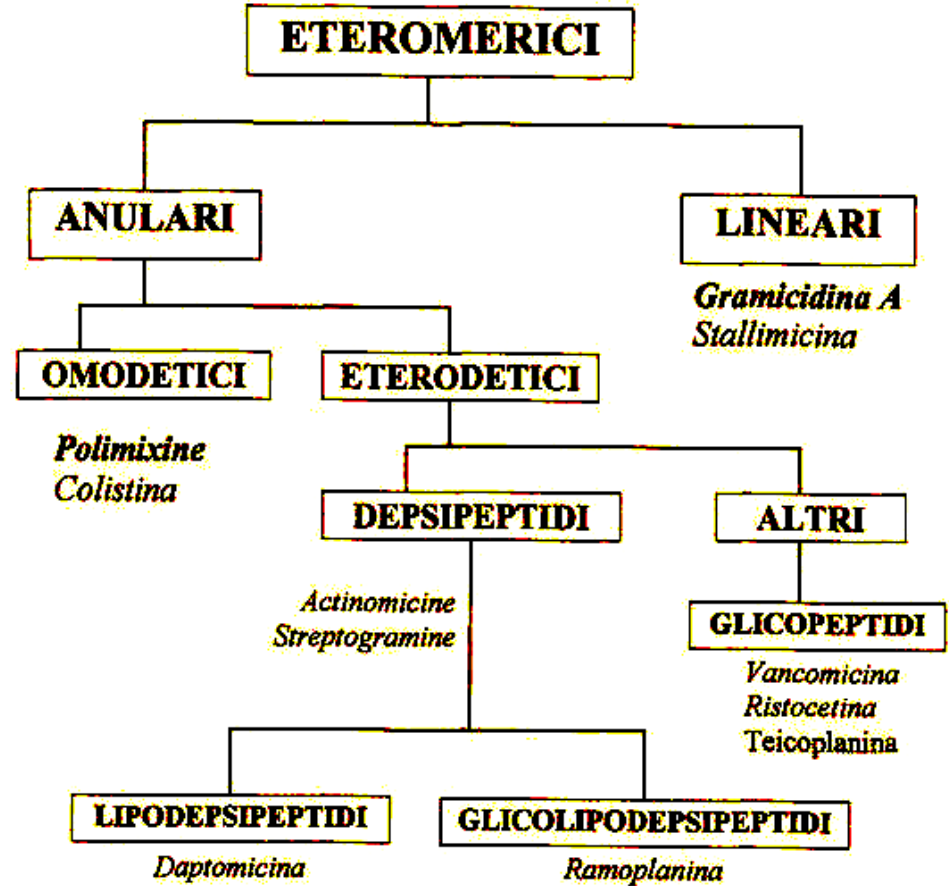 ETEROMERICI
ANULARI
LINEARI
Gramicidina A
Stallimicina
OMODETICI
ETERODETICI
Polimixine
Colistina
DEPSIPEPTIDI
ALTRI
Actinomicine
Streptogramine
GLICOPEPTIDI
Vancomicina
Ristocetina
Teicoplanina
LIPODEPSIPEPTIDI
GLICOLIPODEPSIPEPTIDI
Daptomicina
Ramoplanina